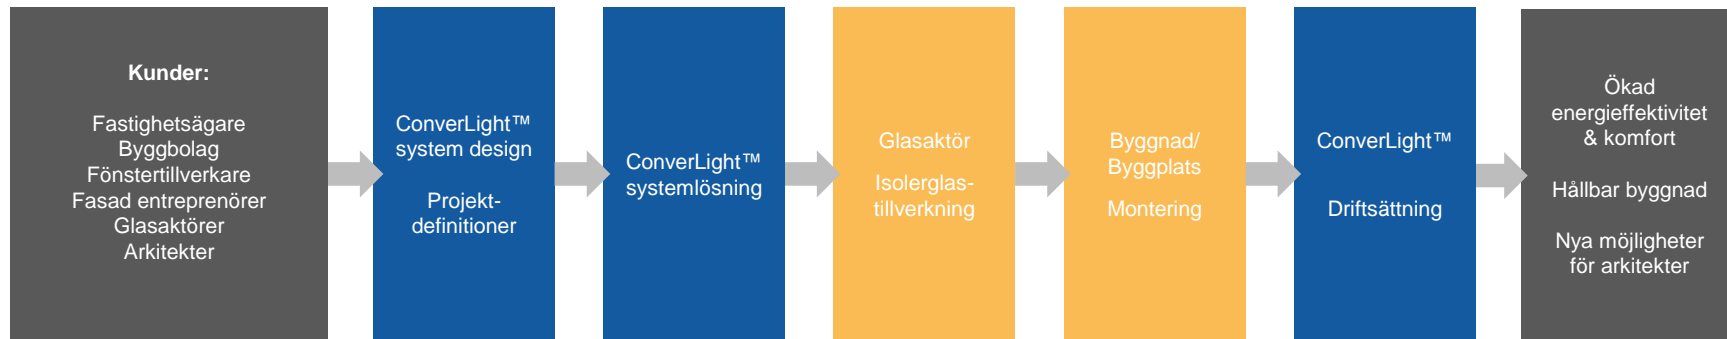 Kunder:
Fastighetsägare
Byggbolag
Fönstertillverkare
Fasad entreprenörer
Glasaktörer
Arkitekter
ConverLight™
system design
Projekt-
definitioner
ConverLight™
systemlösning
Glasaktör
Isolerglas-
tillverkning
Byggnad/
Byggplats
Montering
ConverLight™
Driftsättning
Ökad
energieffektivitet
& komfort
Hållbar byggnad
Nya möjligheter
för arkitekter